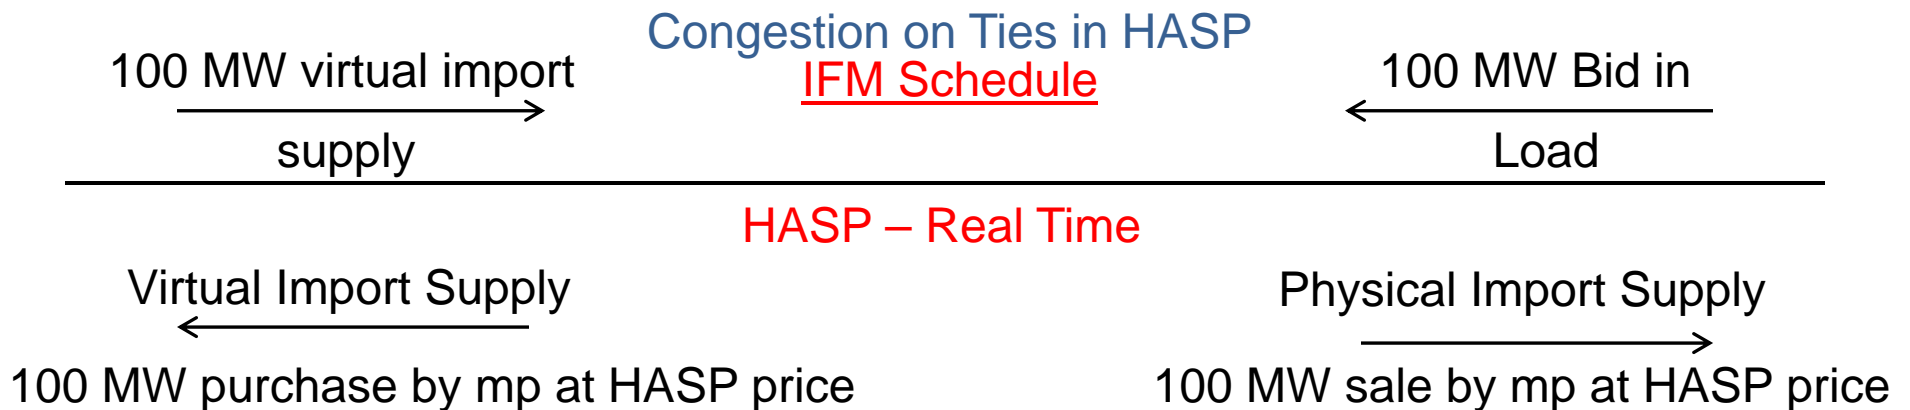 Congestion on Ties in HASP
100 MW virtual import
IFM Schedule
100 MW Bid in
supply
Load
HASP – Real Time
Virtual Import Supply
Physical Import Supply
100 MW purchase by mp at HASP price
100 MW sale by mp at HASP price